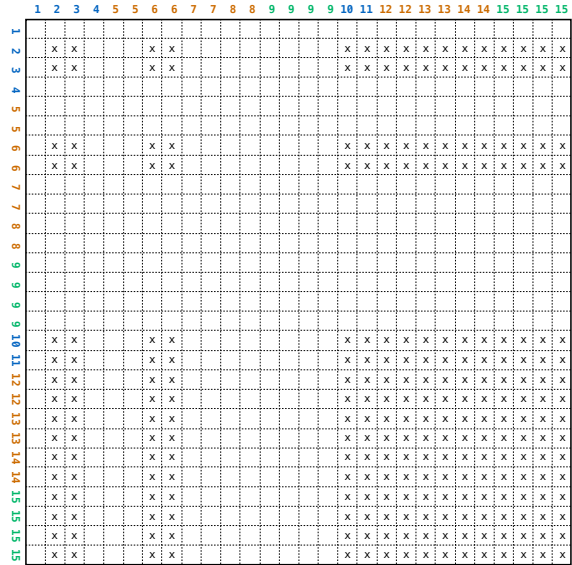 1 2 3 4 5 5 6 6 7 7 8 8 9 9 9 9 10 11 12 12 13 13 14 14 15 15 15 15
1
2 x x x x x x x x x x x x x x x x
3 x x x x x x x x x x x x x x x x
4
5
5
6 x x x x x x x x x x x x x x x x
6 x x x x x x x x x x x x x x x x
7
7
8
8
9
9
9
9
10 x x x x x x x x x x x x x x x x
11 x x x x x x x x x x x x x x x x
12 x x x x x x x x x x x x x x x x
12 x x x x x x x x x x x x x x x x
13 x x x x x x x x x x x x x x x x
13 x x x x x x x x x x x x x x x x
14 x x x x x x x x x x x x x x x x
14 x x x x x x x x x x x x x x x x
15 x x x x x x x x x x x x x x x x
15 x x x x x x x x x x x x x x x x
15 x x x x x x x x x x x x x x x x
15 x x x x x x x x x x x x x x x x